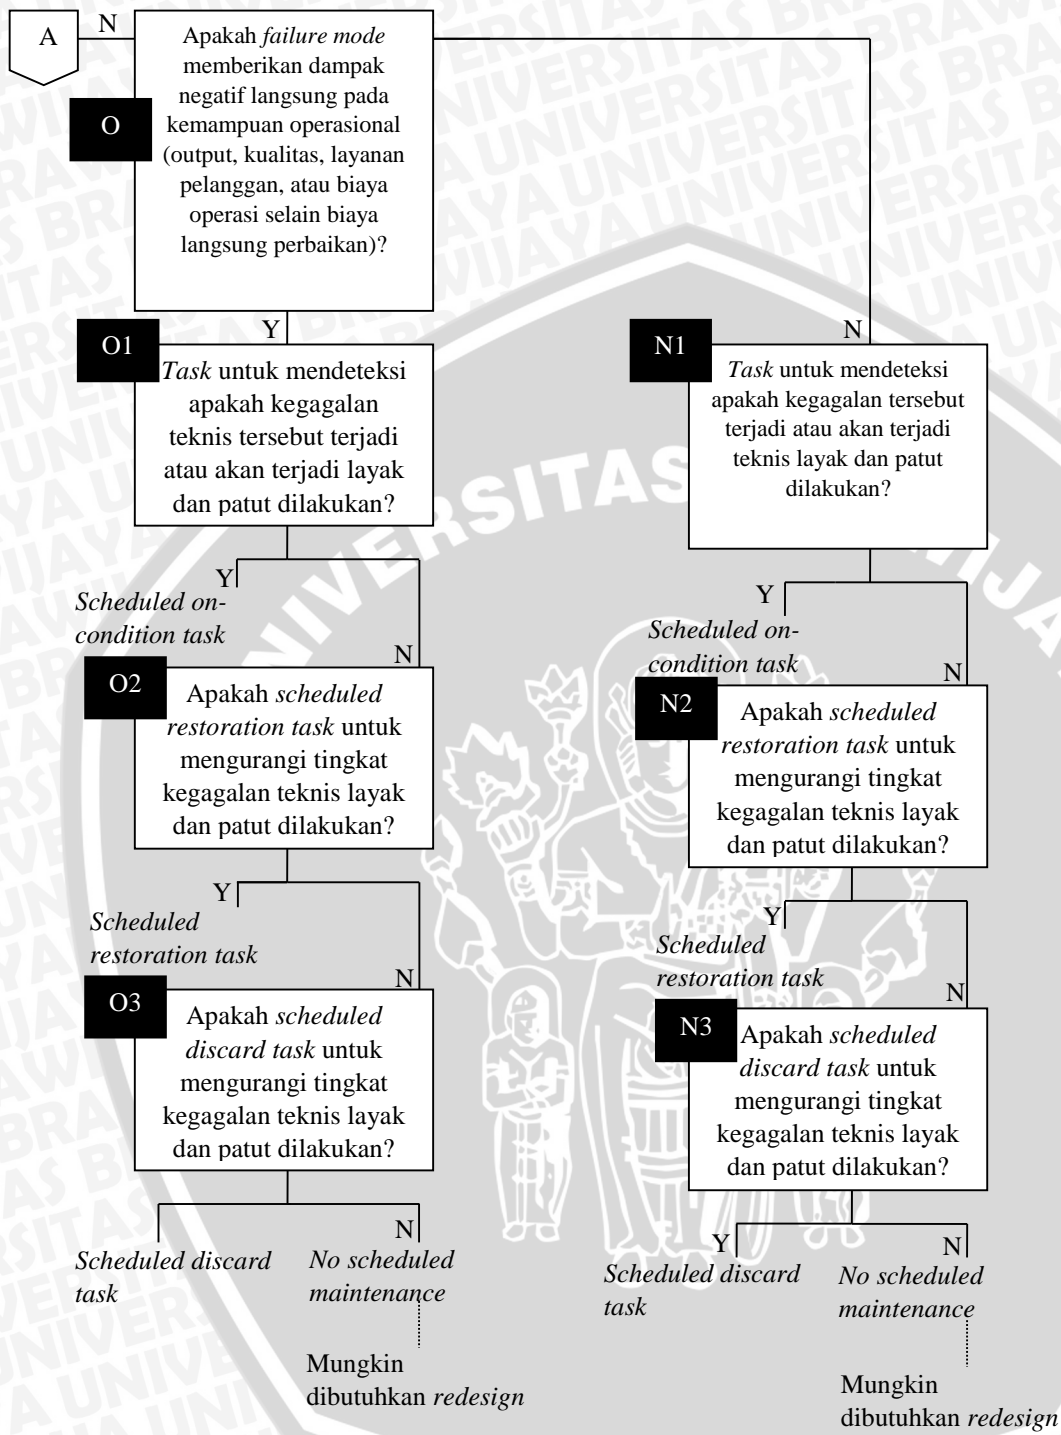 A
N
Apakah failure mode
memberikan dampak
negatif langsung pada
kemampuan operasional
(output, kualitas, layanan
pelanggan, atau biaya
operasi selain biaya
langsung perbaikan)?
O
Y
O1
Task untuk mendeteksi
apakah kegagalan
teknis tersebut terjadi
atau akan terjadi layak
dan patut dilakukan?
Y
Scheduled on-
condition task
N
O2
Apakah scheduled
restoration task untuk
mengurangi tingkat
kegagalan teknis layak
dan patut dilakukan?
Y
Scheduled
restoration task
N
O3
Apakah scheduled
discard task untuk
mengurangi tingkat
kegagalan teknis layak
dan patut dilakukan?
Scheduled discard
task
N
No scheduled
maintenance
Mungkin
dibutuhkan redesign
N
N1
Task untuk mendeteksi
apakah kegagalan tersebut
terjadi atau akan terjadi
teknis layak dan patut
dilakukan?
Y
Scheduled on-
condition task
N
N2
Apakah scheduled
restoration task untuk
mengurangi tingkat
kegagalan teknis layak
dan patut dilakukan?
Y
Scheduled
restoration task
N
N3
Apakah scheduled
discard task untuk
mengurangi tingkat
kegagalan teknis layak
dan patut dilakukan?
Y
Scheduled discard
task
N
No scheduled
maintenance
Mungkin
dibutuhkan redesign